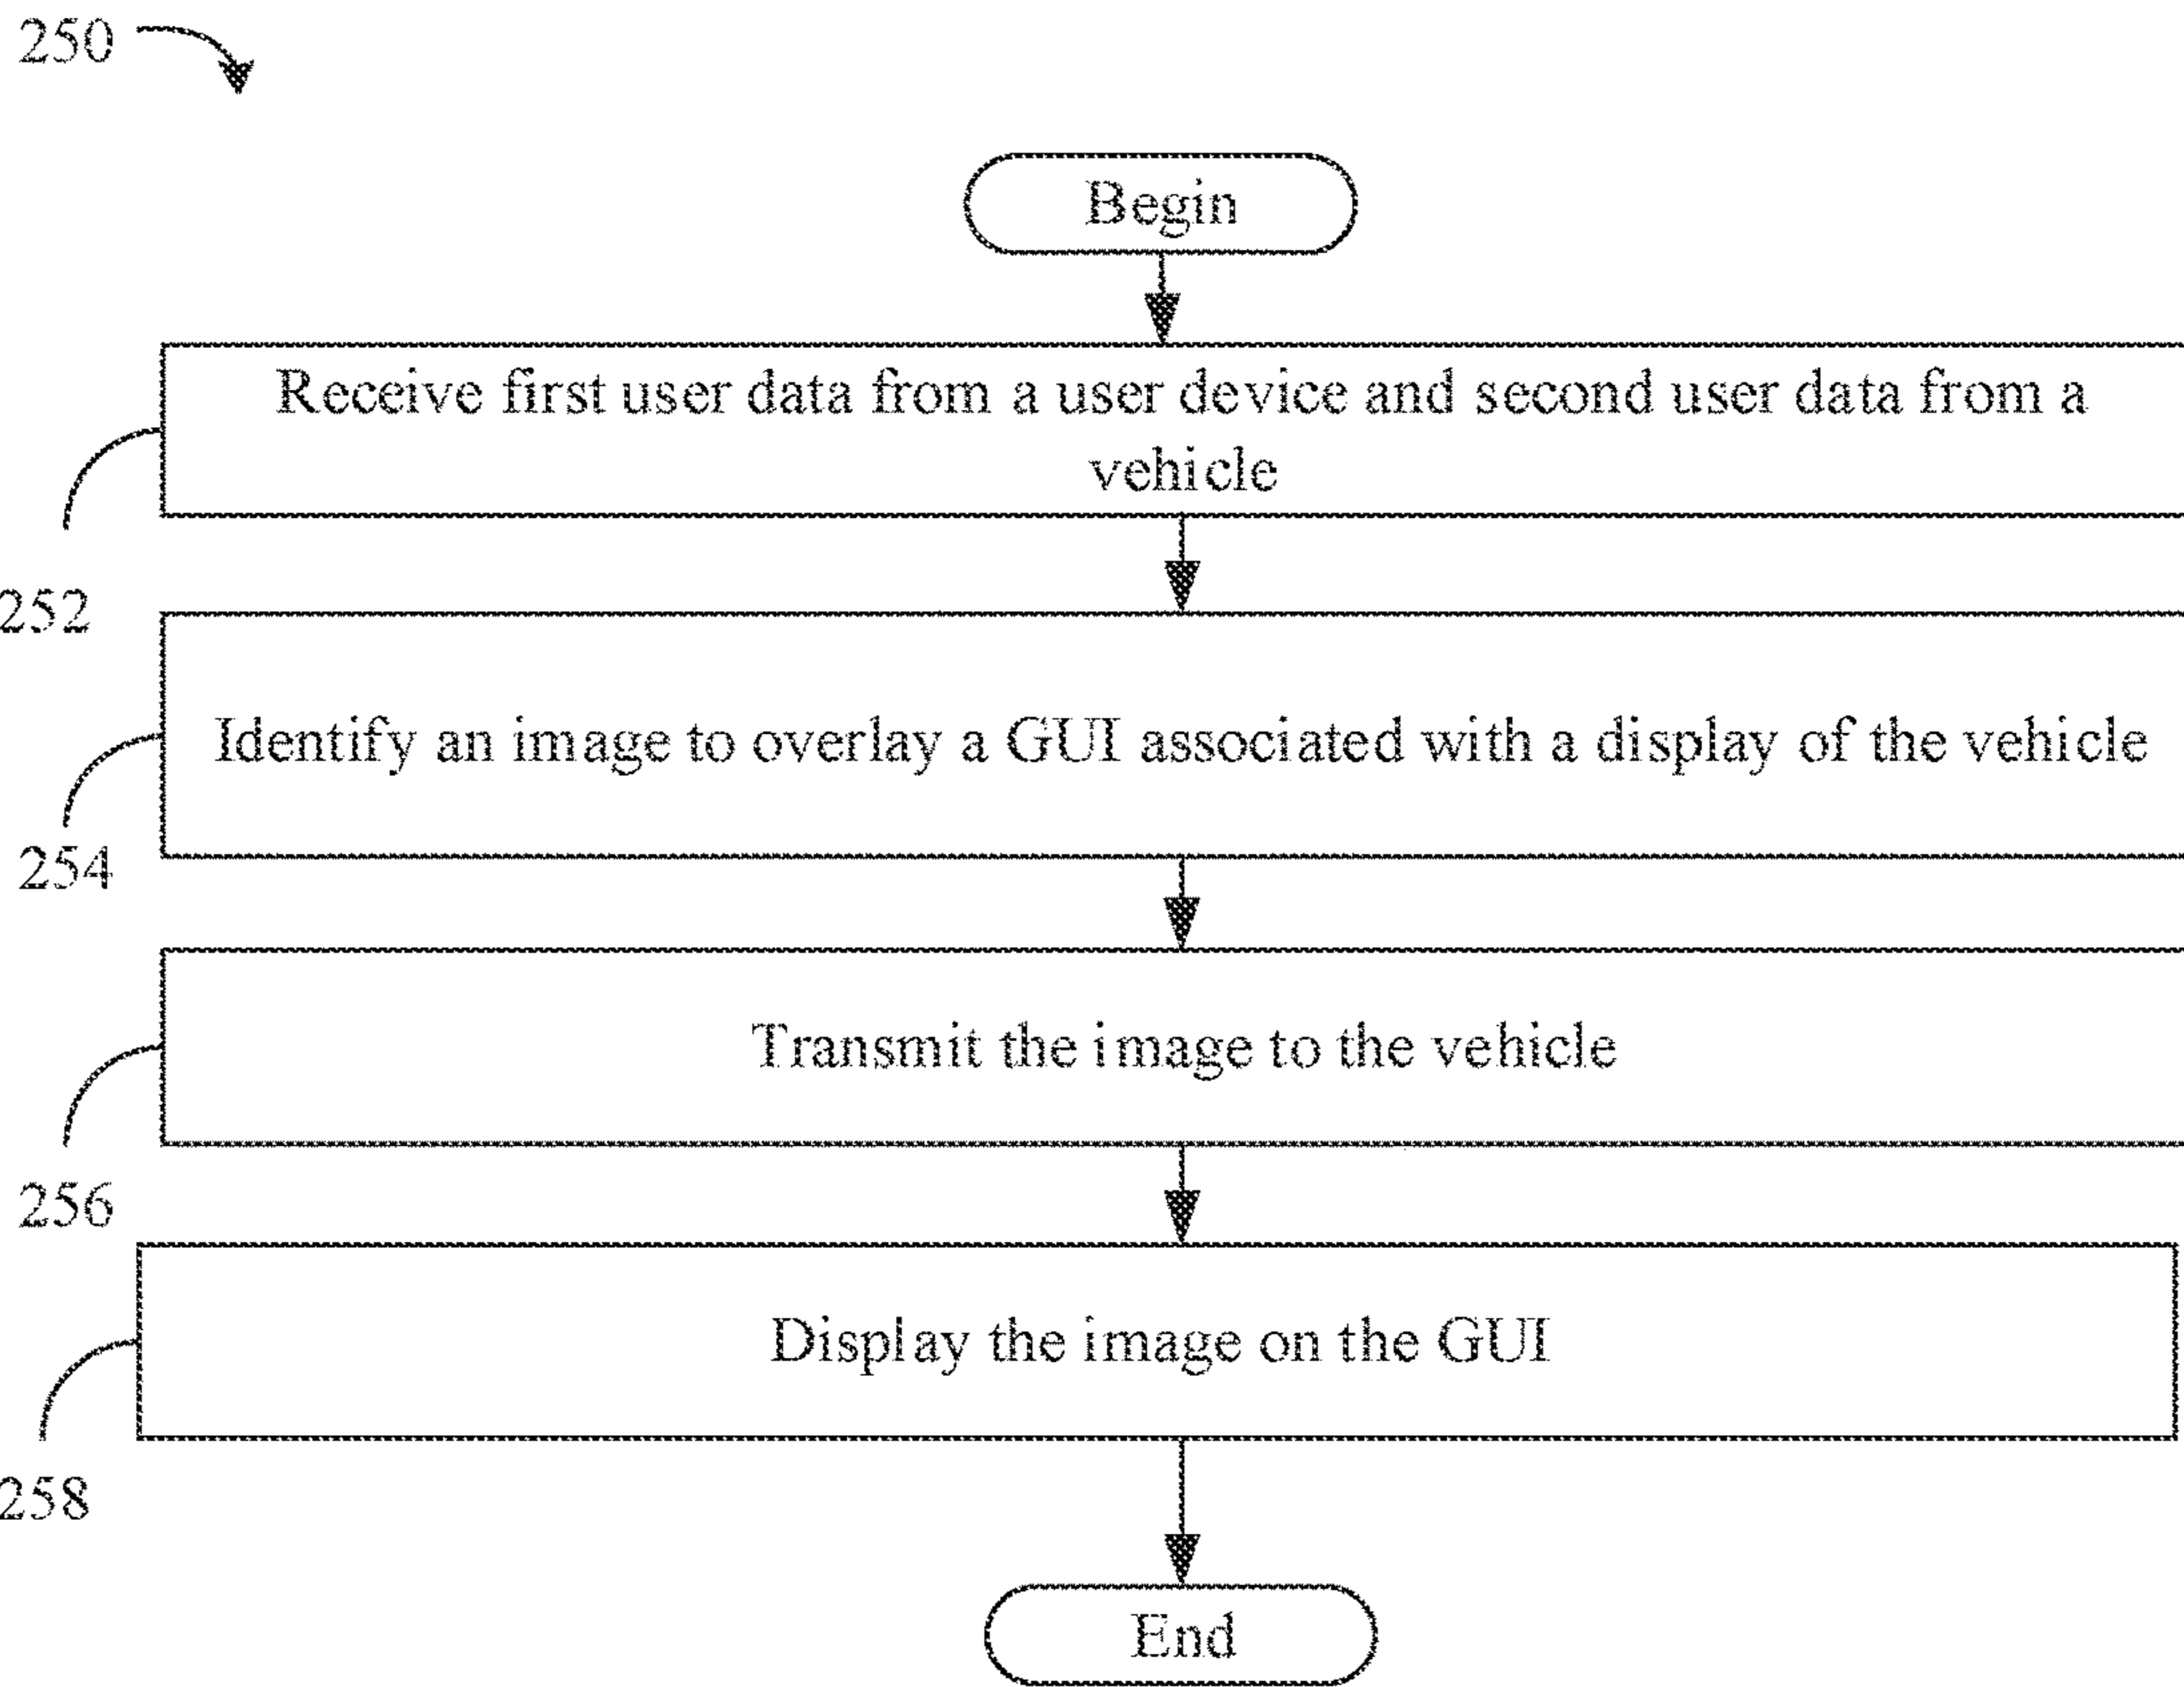 250
Begin
Receive first user data from a user device and second user data from a
vehicle
252
Identify an image to overlay a GUI associated with a display of the vehicle
254
Transmit the image to the vehicle
256
Display the image on the GUI
258
End